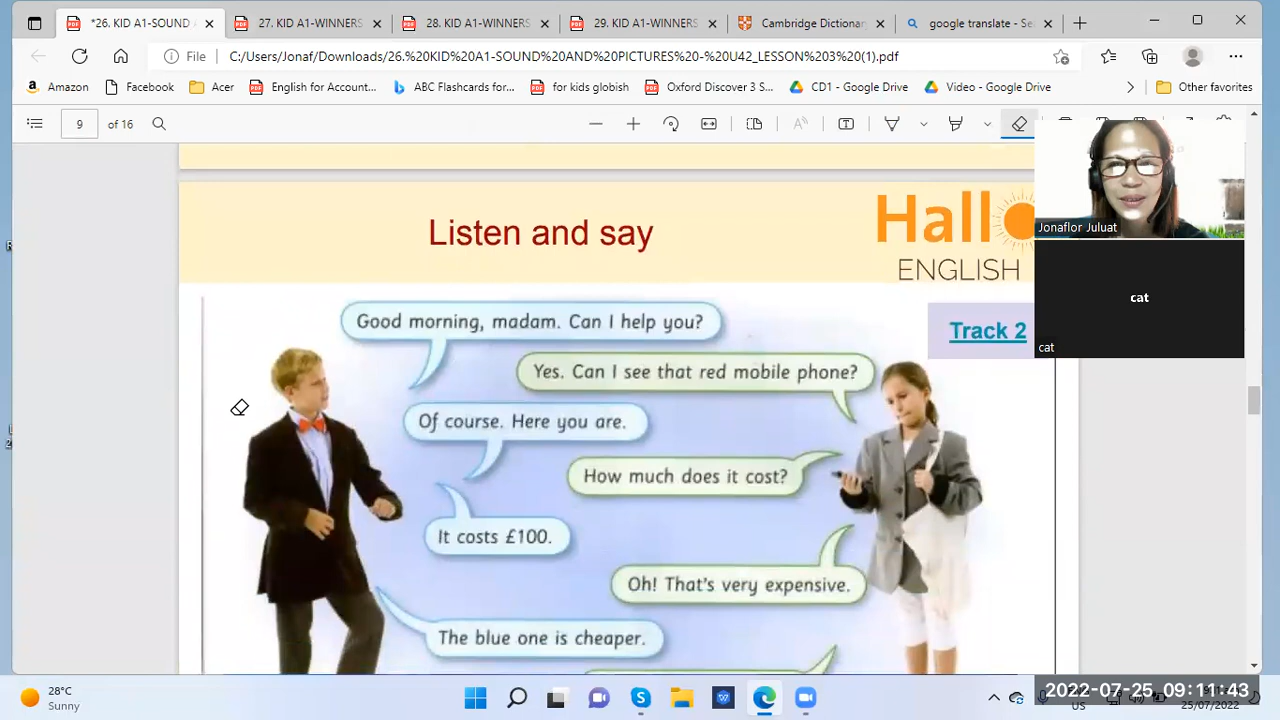 *26. KID A1-SOUND
27. KID A1-WINNERS
28. KID A1-WINNERS
29. KID A1-WINNERS
Cambridge Dictionar
google translate - Se
File
C:/Users/Jonaf/Downloads/26.%20KID%20A1-SOUND%20AND%20PICTURES%20-%20U42_LESSON%203%20(1).pdf
Amazon
Facebook
Acer
English for Account...
ABC Flashcards for...
for kids globish
Oxford Discover 3 S...
CD1 - Google Drive
Video - Google Drive
Other favorites
9 of 16
Listen and say
Hallo
ENGLISH
Jonaflor Juluat
cat
cat
Track 2
Good morning, madam. Can I help you?
Yes. Can I see that red mobile phone?
Of course. Here you are.
How much does it cost?
It costs £100.
Oh! That's very expensive.
The blue one is cheaper.
28°C
Sunny
2022-07-25, 09:11:43
US
25/07/2022